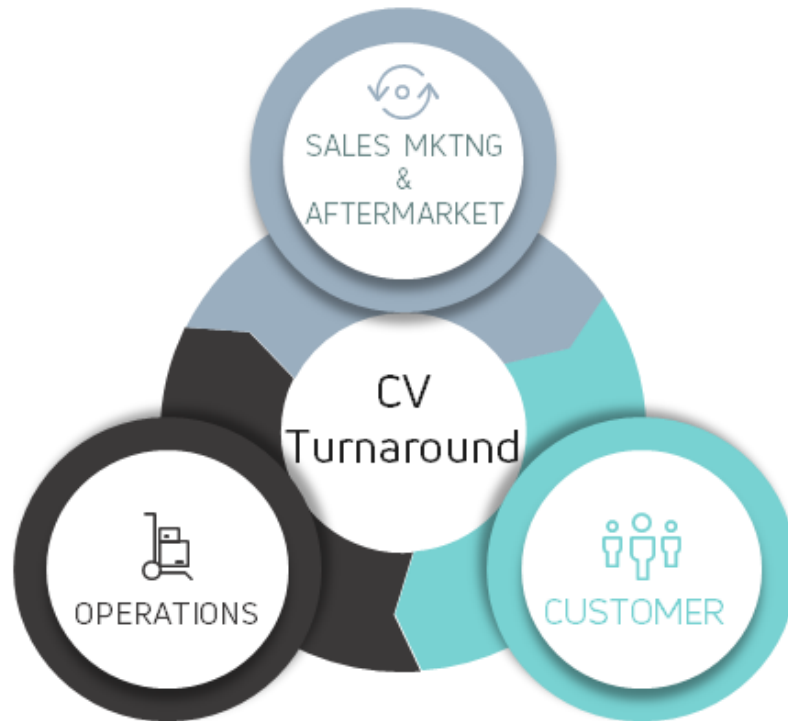 SALES MKTNG
&
AFTERMARKET
CV
Turnaround
OPERATIONS
CUSTOMER